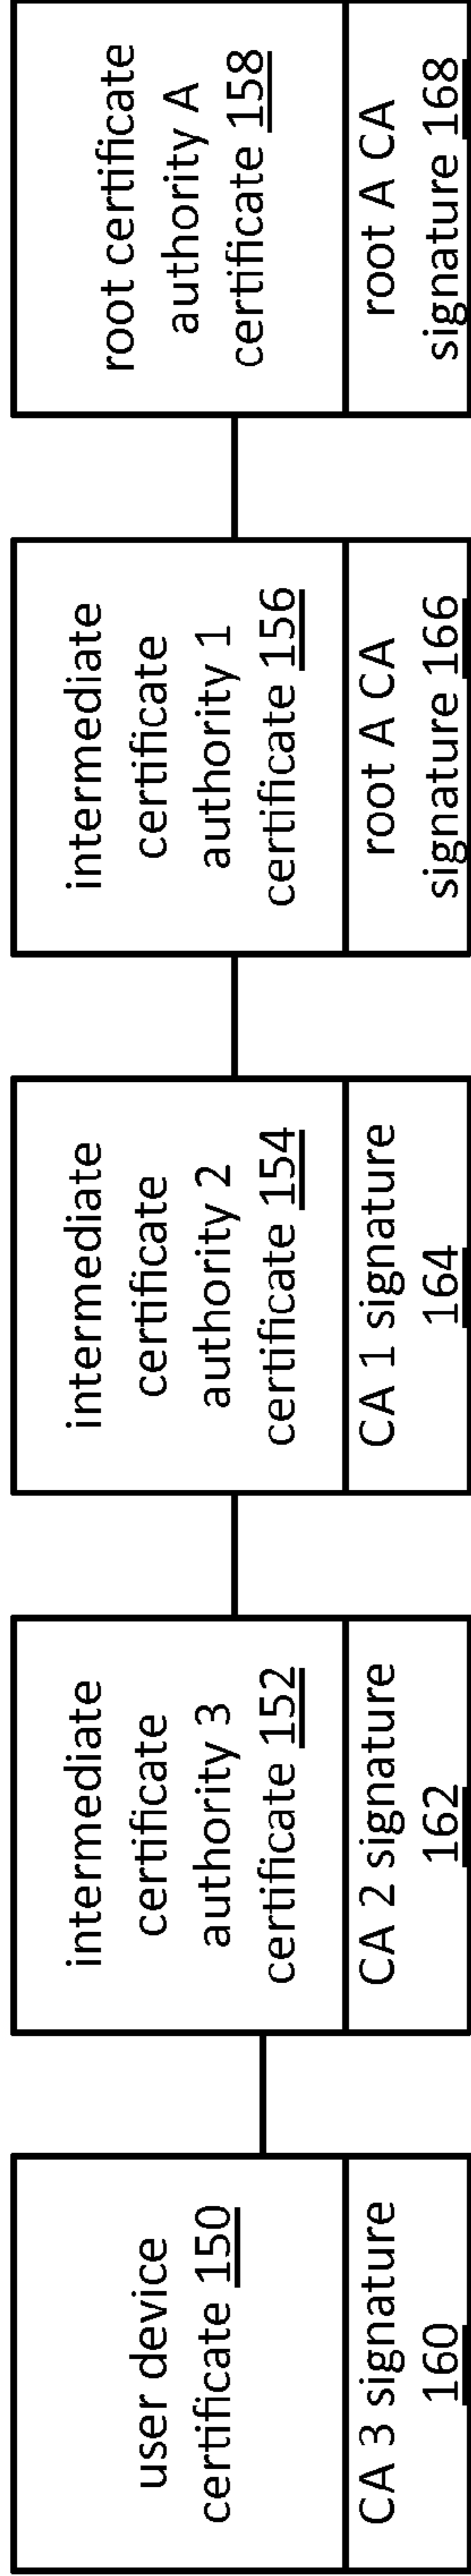 user device
certificate 150
CA 3 signature
160
intermediate
certificate
authority 3
certificate 152
CA 2 signature
162
intermediate
certificate
authority 2
certificate 154
CA 1 signature
164
intermediate
certificate
authority 1
certificate 156
root A CA
signature 166
root certificate
authority A
certificate 158
root A CA
signature 168